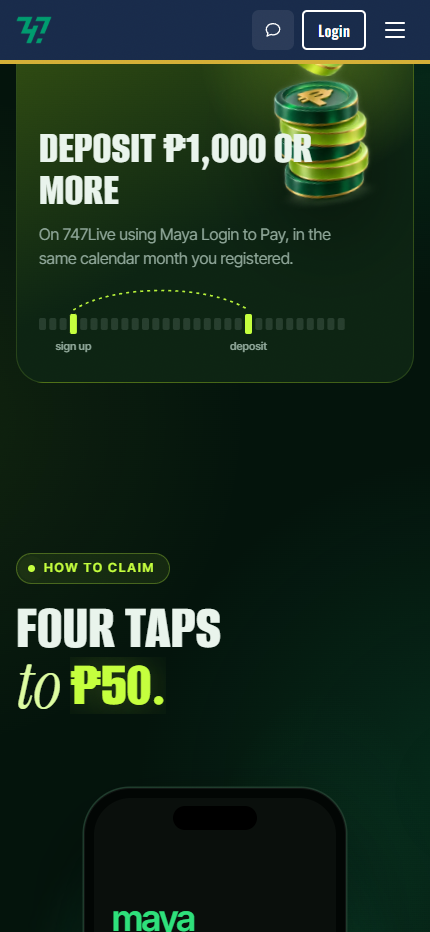 747
Login
DEPOSIT ₱1,000 OR
MORE
On 747Live using Maya Login to Pay, in the
same calendar month you registered.
sign up
deposit
HOW TO CLAIM
FOUR TAPS
to ₱50.
maya